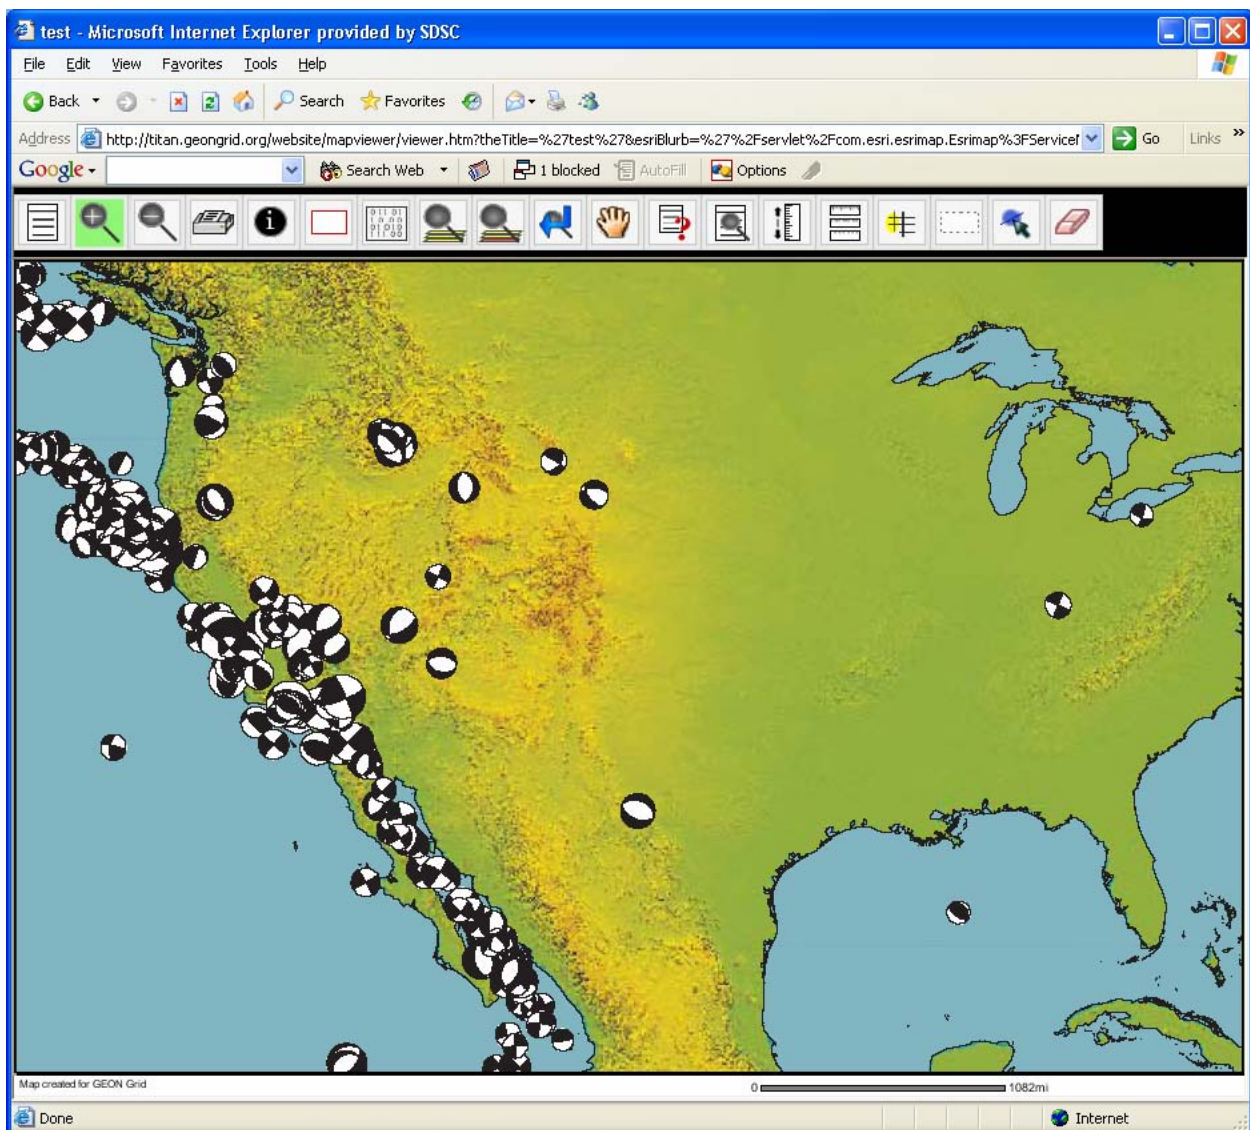 test - Microsoft Internet Explorer provided by SDSC
File Edit View Favorites Tools Help
Back Search Favorites
Address http://titan.geongrid.org/website/mapviewer/viewer.htm?theTitle=%27test%27&esriBlurb=%27%2Fservlet%2Fcom.esri.esrimap.Esrimap%3FServiceN Go Links »
Google Search Web 1 blocked AutoFill Options
Map created for GEON Grid
0 1082mi
Done Internet